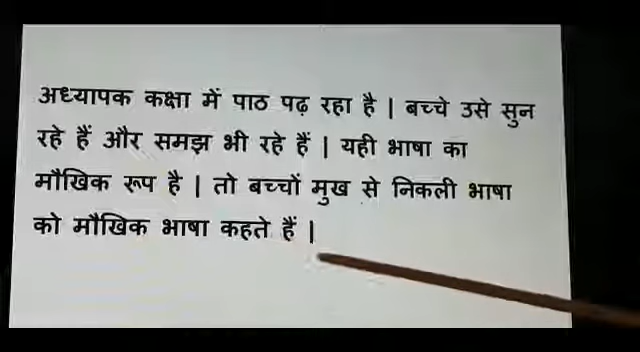 अध्यापक कक्षा में पाठ पढ़ रहा है | बच्चे उसे सुन
रहे हैं और समझ भी रहे हैं | यही भाषा का
मौखिक रूप है | तो बच्चों मुख से निकली भाषा
को मौखिक भाषा कहते हैं |